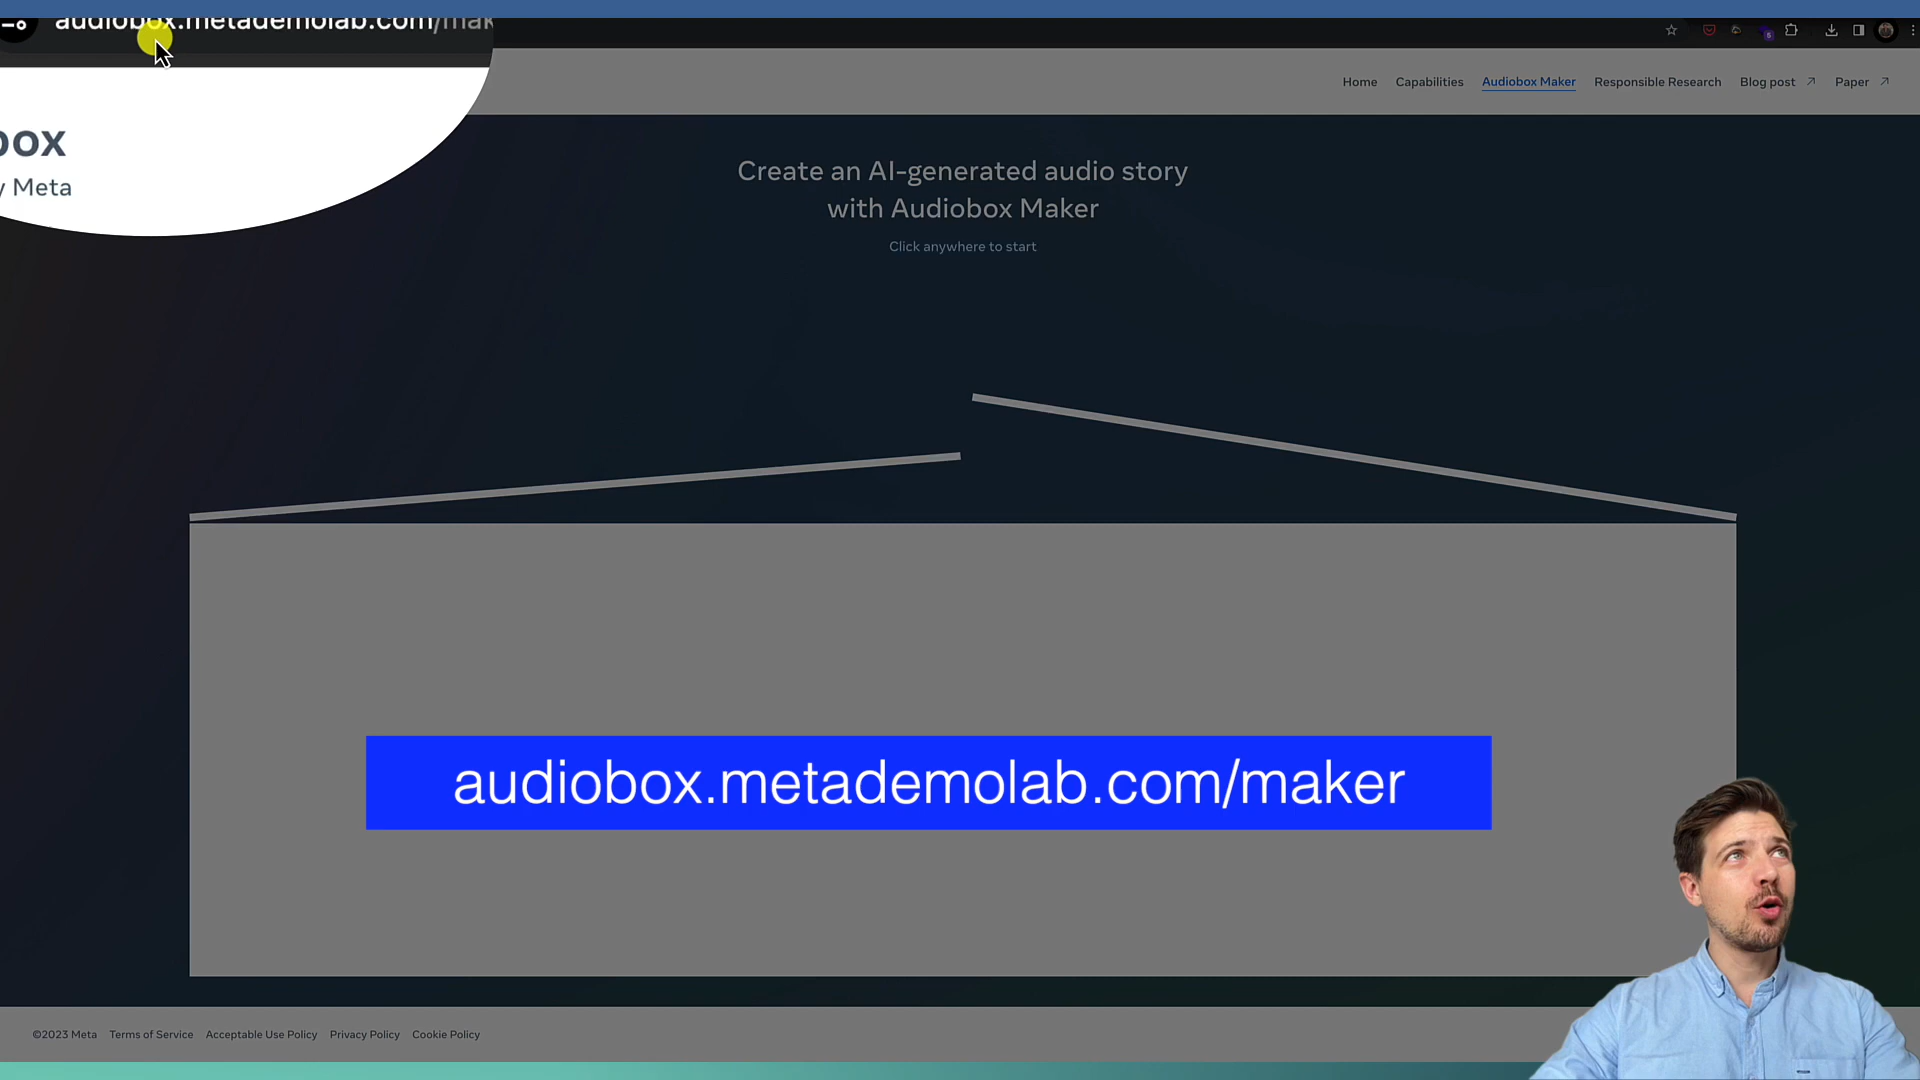 audiobox.metademolab.com/mak
box
y Meta
Home Capabilities Audiobox Maker Responsible Research Blog post Paper
Create an AI-generated audio story
with Audiobox Maker
Click anywhere to start
audiobox.metademolab.com/maker
©2023 Meta Terms of Service Acceptable Use Policy Privacy Policy Cookie Policy